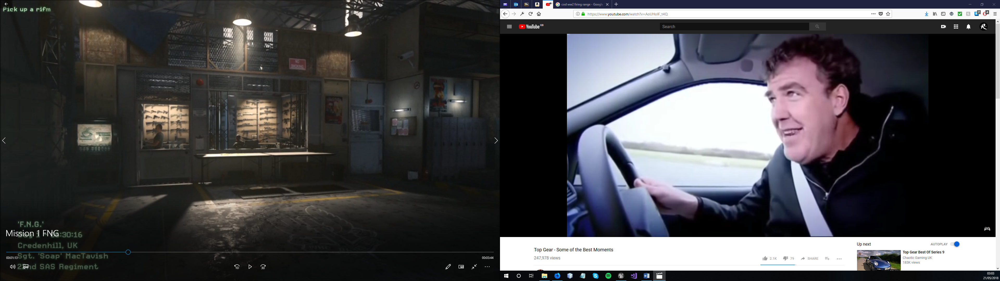 Pick up a rifm
NO
SMOKING
'F.N.G.'
Mission 1 FNG
Credenhill, UK
Sgt. 'Soap' MacTavish
22nd SAS Regiment
00:01:13
00:03:44
10
30
cod ww2 firing range - Google
https://www.youtube.com/watch?v=AoUHoIF_t4Q
7
4
YouTube GB
Search
Top Gear - Some of the Best Moments
247,978 views
2.1K
79
SHARE
Up next
AUTOPLAY
Top Gear Best Of Series 9
Chaotic Gaming UK
183K views
03:03
21/05/2018